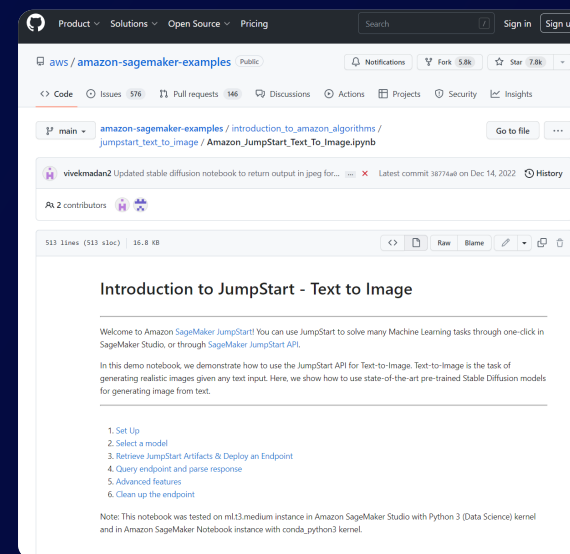 Product Solutions Open Source Pricing Search / Sign in Sign u
aws / amazon-sagemaker-examples Public Notifications Fork 5.8k Star 7.8k
<> Code Issues 576 Pull requests 146 Discussions Actions Projects Security Insights
main amazon-sagemaker-examples / introduction_to_amazon_algorithms / Go to file ...
jumpstart_text_to_image / Amazon_JumpStart_Text_To_Image.ipynb
vivekmadan2 Updated stable diffusion notebook to return output in jpeg for... ... × Latest commit 38774a0 on Dec 14, 2022 History
2 contributors
513 lines (513 sloc) 16.8 KB <> Raw Blame
Introduction to JumpStart - Text to Image
Welcome to Amazon SageMaker JumpStart! You can use JumpStart to solve many Machine Learning tasks through one-click in
SageMaker Studio, or through SageMaker JumpStart API.
In this demo notebook, we demonstrate how to use the JumpStart API for Text-to-Image. Text-to-Image is the task of
generating realistic images given any text input. Here, we show how to use state-of-the-art pre-trained Stable Diffusion models
for generating image from text.
1. Set Up
2. Select a model
3. Retrieve JumpStart Artifacts & Deploy an Endpoint
4. Query endpoint and parse response
5. Advanced features
6. Clean up the endpoint
Note: This notebook was tested on ml.t3.medium instance in Amazon SageMaker Studio with Python 3 (Data Science) kernel
and in Amazon SageMaker Notebook instance with conda_python3 kernel.